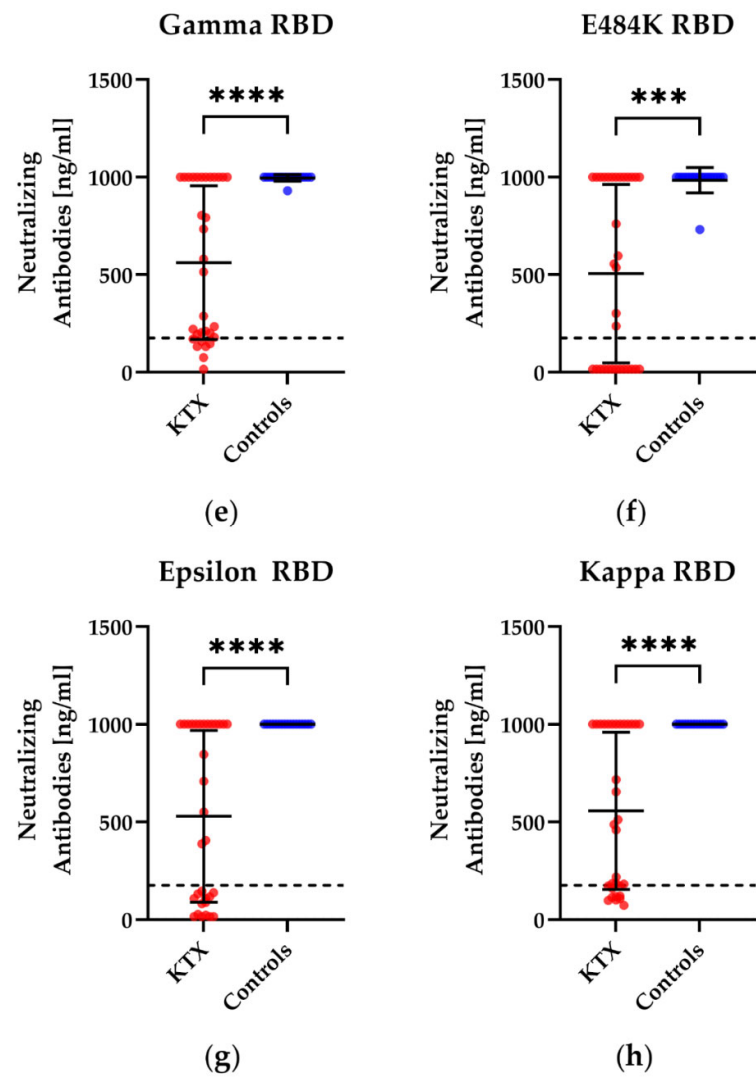 Gamma RBD
1500
1000
500
0
Neutralizing
Antibodies [ng/ml]
****
KTX
Controls
(e)
E484K RBD
1500
1000
500
0
Neutralizing
Antibodies [ng/ml]
***
KTX
Controls
(f)
Epsilon RBD
1500
1000
500
0
Neutralizing
Antibodies [ng/ml]
****
KTX
Controls
(g)
Kappa RBD
1500
1000
500
0
Neutralizing
Antibodies [ng/ml]
****
KTX
Controls
(h)